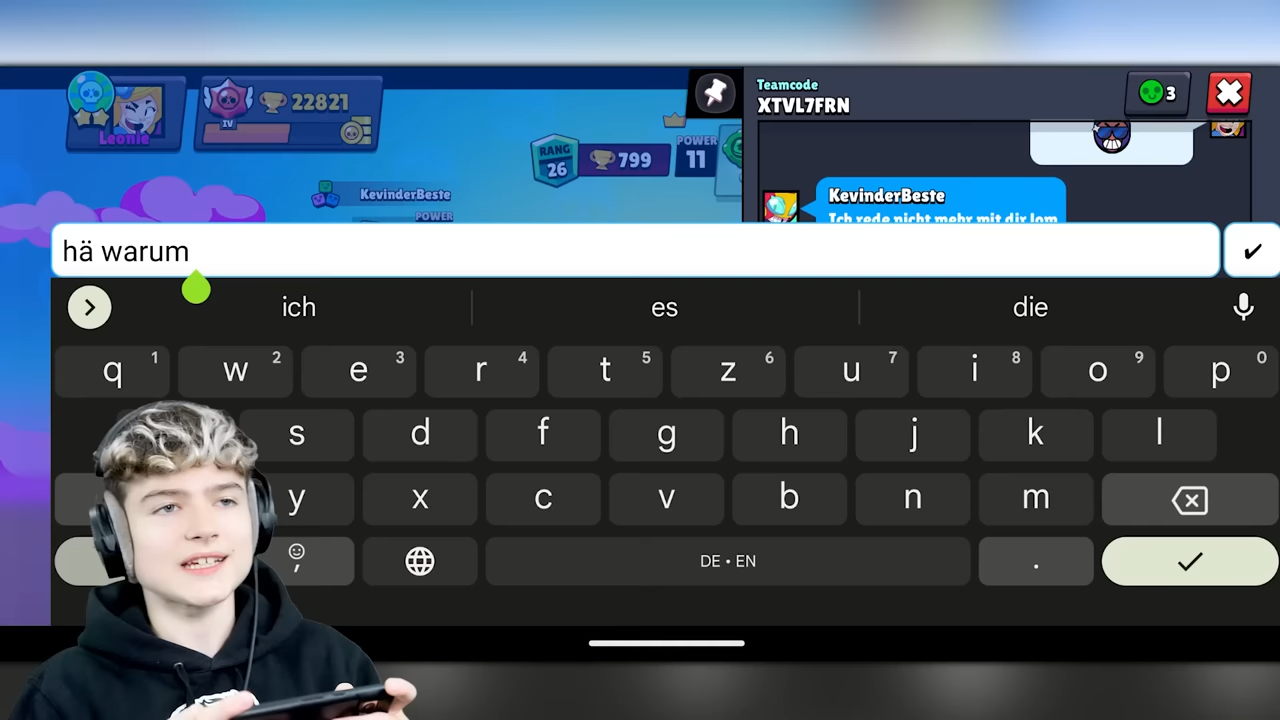 Leonie
IV
22821
RANG
26
799
POWER
11
KevinderBeste
POWER
Teamcode
XTVL7FRN
3
KevinderBeste
Ich rede nicht mehr mit dir
hä warum
ich es die
q 1 w 2 e 3 r 4 t 5 z 6 u 7 i 8 o 9 p 0
s d f g h j k l
y x c v b n m
, DE • EN .